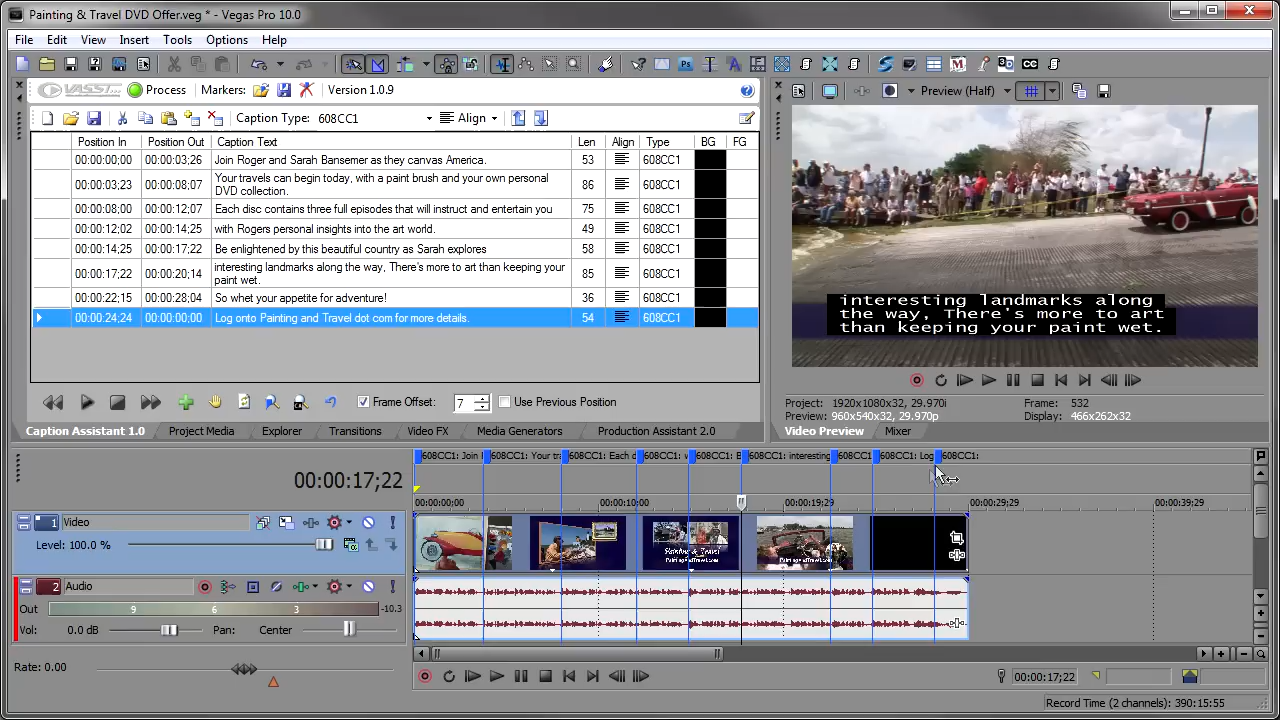 Painting & Travel DVD Offer.veg * - Vegas Pro 10.0
File Edit View Insert Tools Options Help
VASST Process Markers: Version 1.0.9
Caption Type: 608CC1 Align
Position In Position Out Caption Text Len Align Type BG FG
00:00:00;00 00:00:03;26 Join Roger and Sarah Bansemer as they canvas America. 53 608CC1
00:00:03;23 00:00:08;07 Your travels can begin today, with a paint brush and your own personal
DVD collection. 86 608CC1
00:00:08;00 00:00:12;07 Each disc contains three full episodes that will instruct and entertain you 75 608CC1
00:00:12;02 00:00:14;25 with Rogers personal insights into the art world. 49 608CC1
00:00:14;25 00:00:17;22 Be enlightened by this beautiful country as Sarah explores 58 608CC1
00:00:17;22 00:00:20;14 interesting landmarks along the way, There's more to art than keeping your
paint wet. 85 608CC1
00:00:22;15 00:00:28;04 So whet your appetite for adventure! 36 608CC1
00:00:24;24 00:00:00;00 Log onto Painting and Travel dot com for more details. 54 608CC1
Frame Offset: 7 Use Previous Position
Caption Assistant 1.0 Project Media Explorer Transitions Video FX Media Generators Production Assistant 2.0
Preview (Half)
interesting landmarks along
the way, There's more to art
than keeping your paint wet.
Project: 1920x1080x32, 29.970i Frame: 532
Preview: 960x540x32, 29.970p Display: 466x262x32
Video Preview Mixer
00:00:17;22
608CC1: Join 608CC1: Your tra 608CC1: Each d 608CC1: w 608CC1: B 608CC1: interesting 608CC1: 608CC1: Log 608CC1:
00:00:00;00 00:00:10;00 00:00:19;29 00:00:29;29 00:00:39;29
1 Video
Level: 100.0 %
Painting & Travel
PaintingAndTravel.com
PaintingAndTravel.com
2 Audio
Out 9 6 3 -10.3
Vol: 0.0 dB Pan: Center
Rate: 0.00
00:00:17;22
Record Time (2 channels): 390:15:55